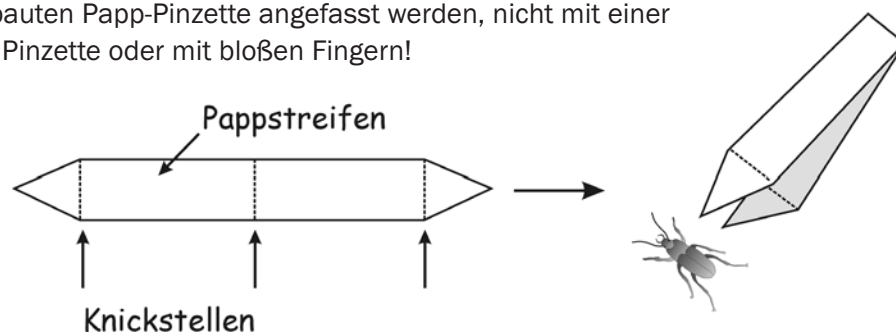 bauten Papp-Pinzette angefasst werden, nicht mit einer
Pinzette oder mit bloßen Fingern!
Pappstreifen
Knickstellen